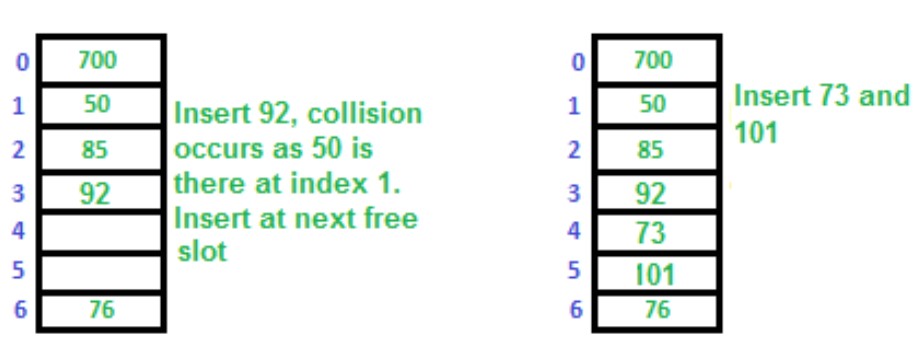 0 700
1 50
2 85
3 92
4
5
6 76
Insert 92, collision
occurs as 50 is
there at index 1.
Insert at next free
slot
0 700
1 50
2 85
3 92
4 73
5 101
6 76
Insert 73 and
101